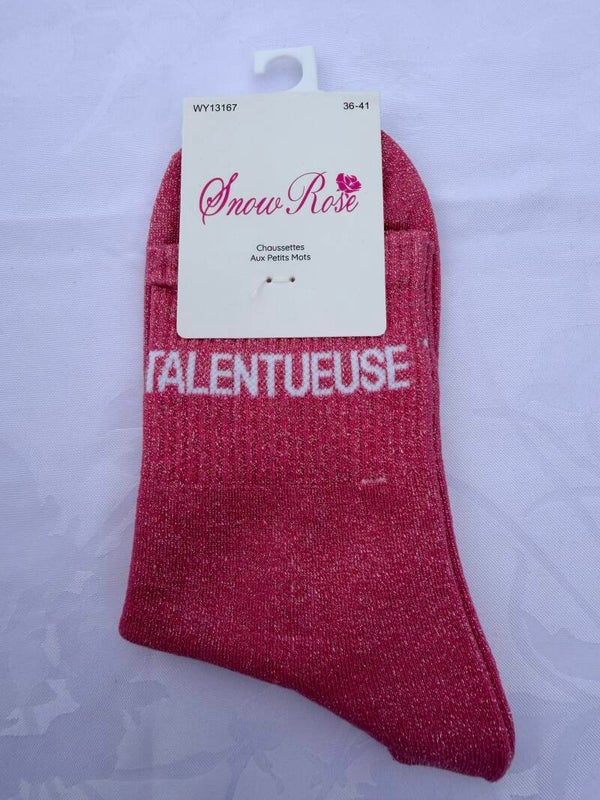 WY13167 36-41
Snow Rose
Chaussettes
Aux Petits Mots
TALENTUEUSE